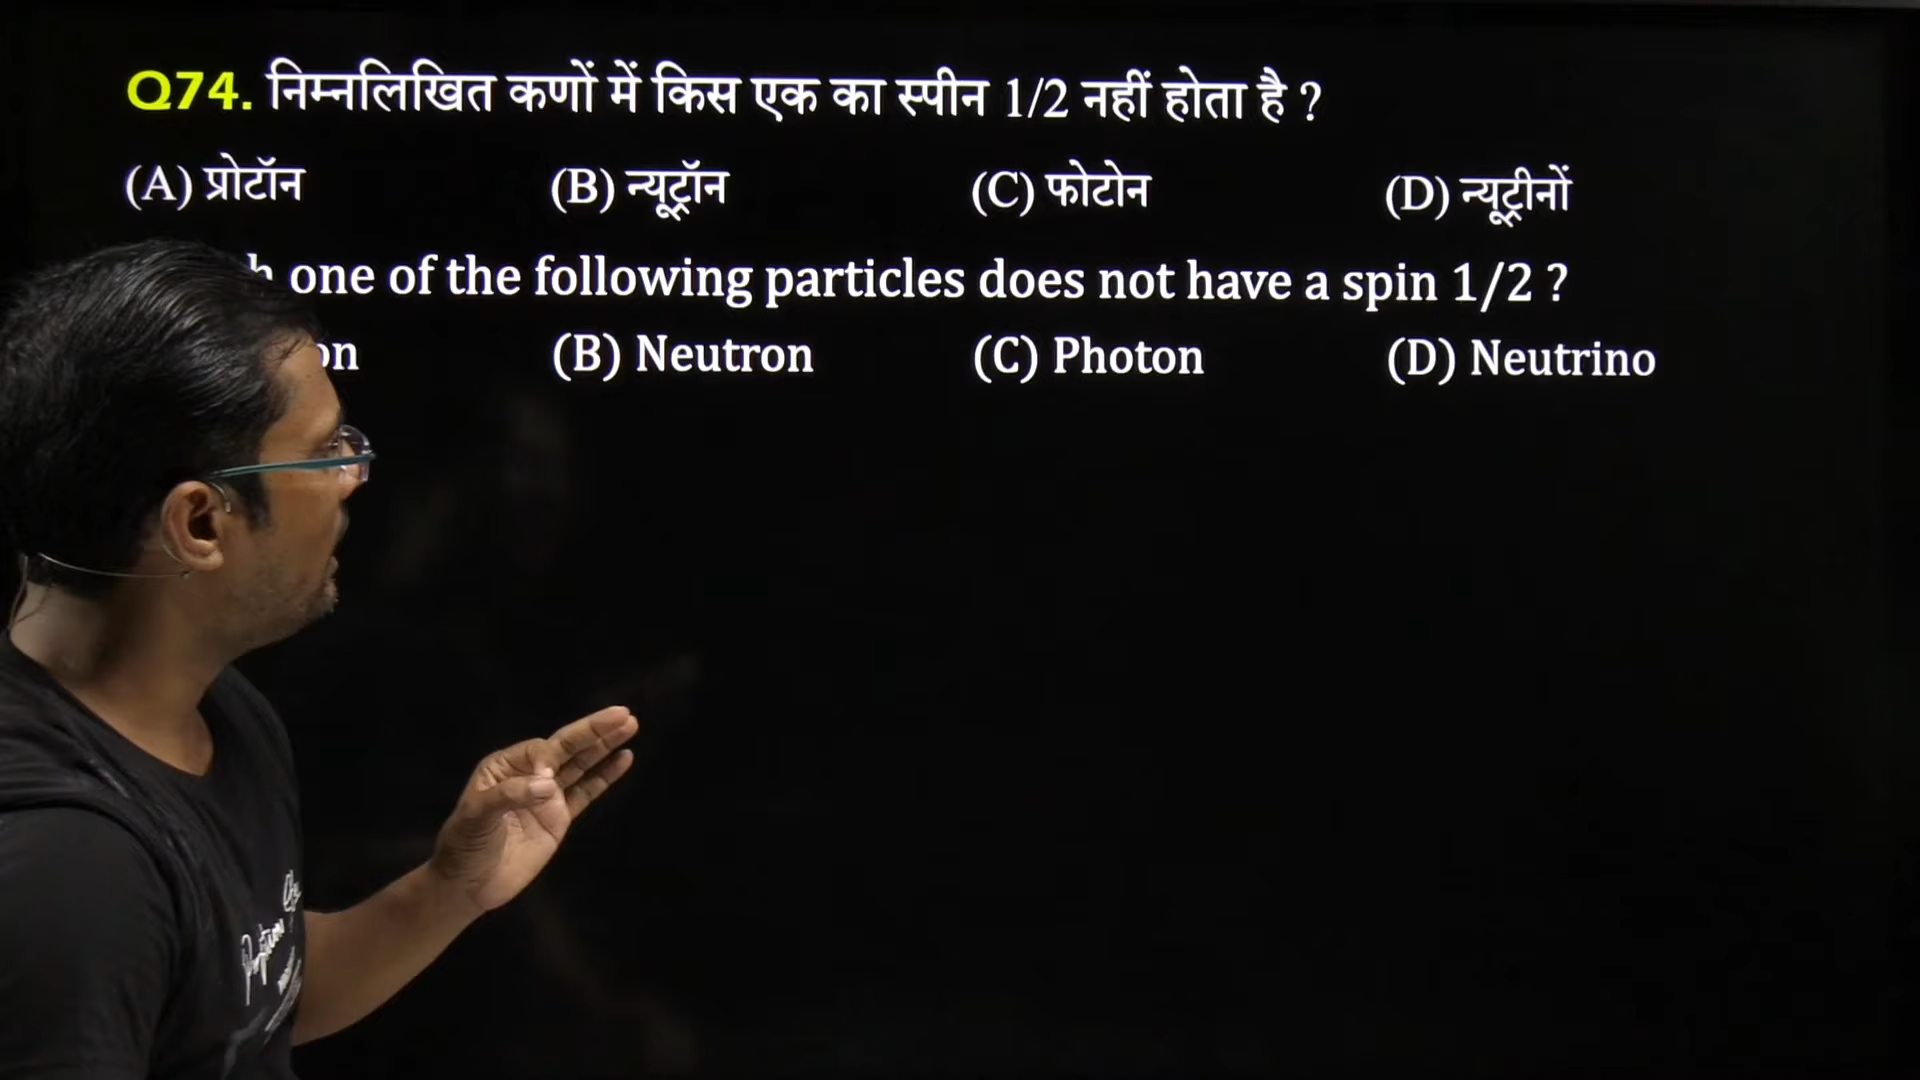 Q74. निम्नलिखित कणों में किस एक का स्पीन 1/2 नहीं होता है ?
(A) प्रोटॉन (B) न्यूट्रॉन (C) फोटोन (D) न्यूट्रीनों
one of the following particles does not have a spin 1/2 ?
(B) Neutron (C) Photon (D) Neutrino